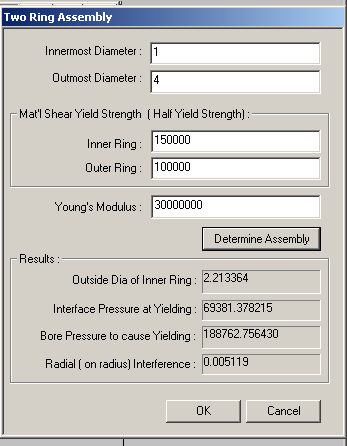 Two Ring Assembly
Innermost Diameter : 1
Outmost Diameter : 4
Mat'l Shear Yield Strength ( Half Yield Strength) :
Inner Ring : 150000
Outer Ring : 100000
Young's Modulus : 30000000
Determine Assembly
Results :
Outside Dia of Inner Ring : 2.213364
Interface Pressure at Yielding : 69381.378215
Bore Pressure to cause Yielding : 188762.756430
Radial ( on radius) Interference : 0.005119
OK Cancel